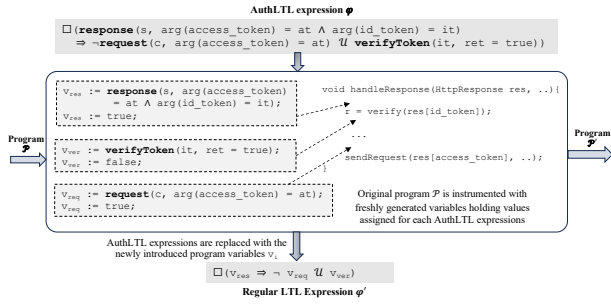 AuthLTL expression φ
□(response(s, arg(access_token) = at ∧ arg(id_token) = it)
⇒ ¬request(c, arg(access_token) = at) 𝒰 verifyToken(it, ret = true))
Program
𝒫
v_res := response(s, arg(access_token)
= at ∧ arg(id_token) = it);
v_res := true;
v_ver := verifyToken(it, ret = true);
v_ver := false;
v_req := request(c, arg(access_token) = at);
v_req := true;
void handleResponse(HttpResponse res, ..){
r = verify(res[id_token]);
...
sendRequest(res[access_token], ..);
}
Original program 𝒫 is instrumented with
freshly generated variables holding values
assigned for each AuthLTL expressions
Program
𝒫′
AuthLTL expressions are replaced with the
newly introduced program variables v_i
□(v_res ⇒ ¬ v_req 𝒰 v_ver)
Regular LTL Expression φ′